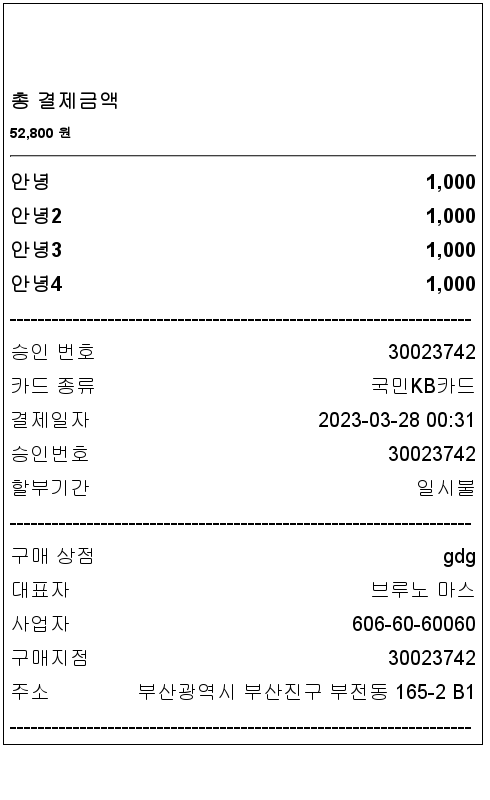 총 결제금액
52,800 원
안녕 1,000
안녕2 1,000
안녕3 1,000
안녕4 1,000
------------------------------------------------------------------
승인 번호 30023742
카드 종류 국민KB카드
결제일자 2023-03-28 00:31
승인번호 30023742
할부기간 일시불
------------------------------------------------------------------
구매 상점 gdg
대표자 브루노 마스
사업자 606-60-60060
구매지점 30023742
주소 부산광역시 부산진구 부전동 165-2 B1
------------------------------------------------------------------